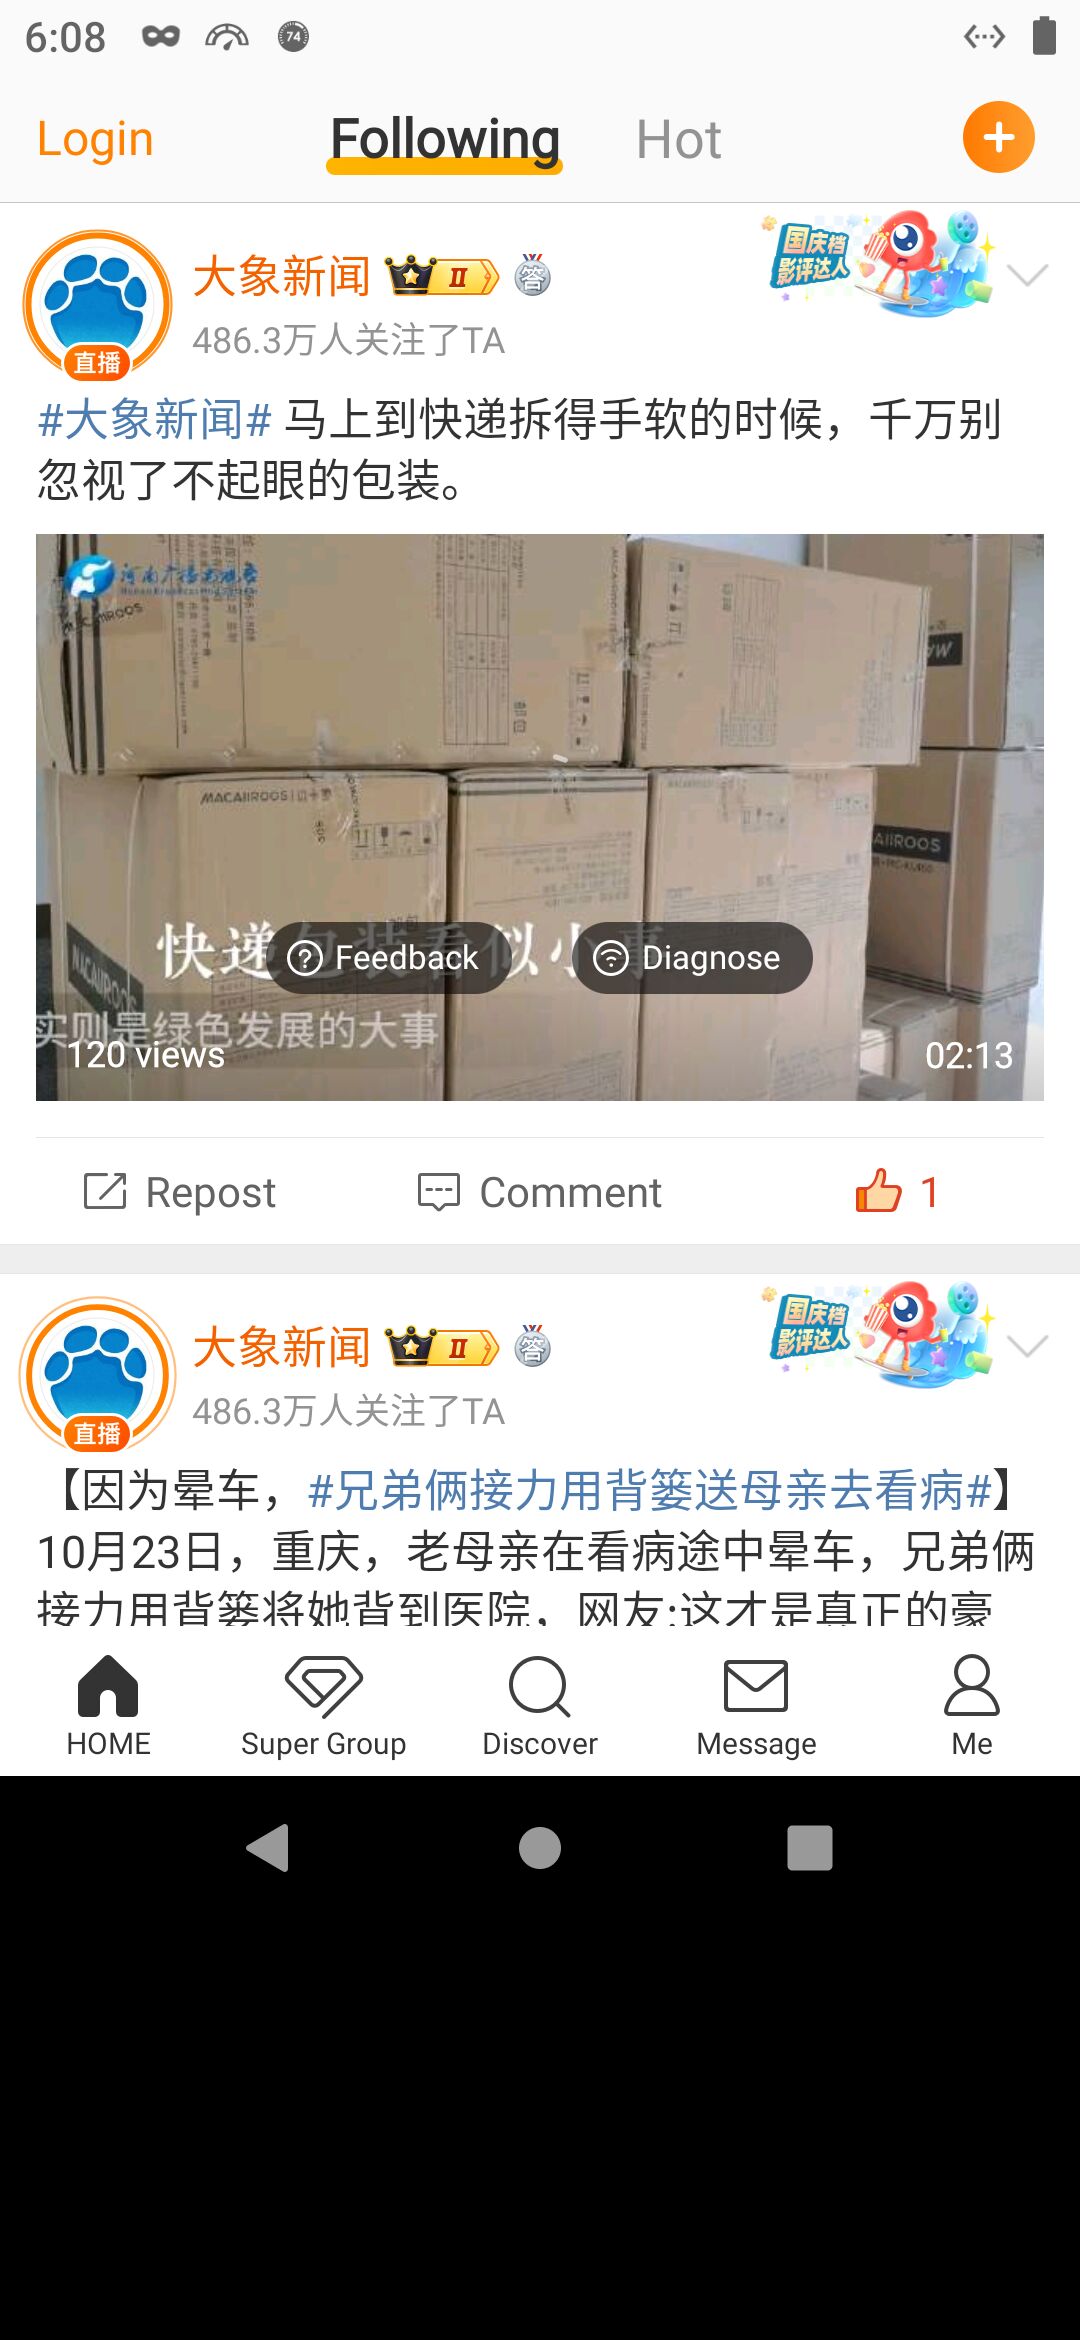 6:08
74
Login
Following
Hot
国庆档
影评达人
大象新闻
II
答
486.3万人关注了TA
直播
#大象新闻# 马上到快递拆得手软的时候，千万别
忽视了不起眼的包装。
河南广播电视台
MACAIIROOS
AIIROOS
快递包装看似小事
Feedback
Diagnose
实则是绿色发展的大事
120 views
02:13
Repost
Comment
1
国庆档
影评达人
大象新闻
II
答
486.3万人关注了TA
直播
【因为晕车，#兄弟俩接力用背篓送母亲去看病#】
10月23日，重庆，老母亲在看病途中晕车，兄弟俩
接力用背篓将她背到医院，网友:这才是真正的豪
HOME
Super Group
Discover
Message
Me